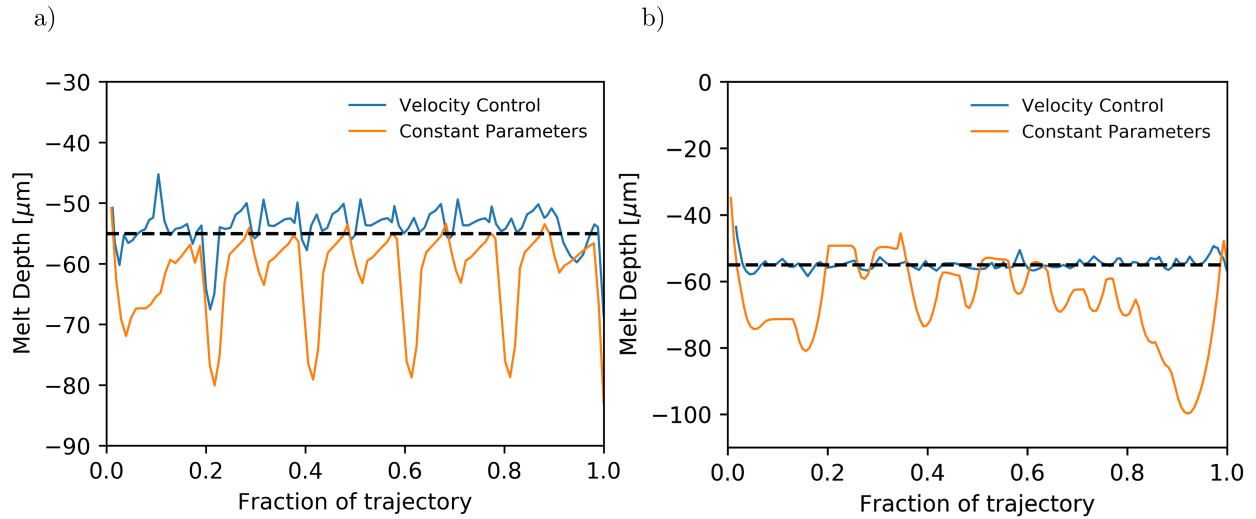 a)
−30
−40
−50
−60
−70
−80
−90
Melt Depth [μm]
0.0 0.2 0.4 0.6 0.8 1.0
Fraction of trajectory
Velocity Control
Constant Parameters
b)
0
−20
−40
−60
−80
−100
Melt Depth [μm]
0.0 0.2 0.4 0.6 0.8 1.0
Fraction of trajectory
Velocity Control
Constant Parameters